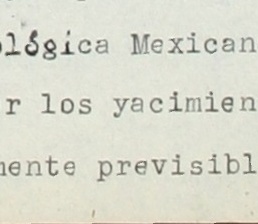 ológica Mexican
r los yacimien
mente previsibl